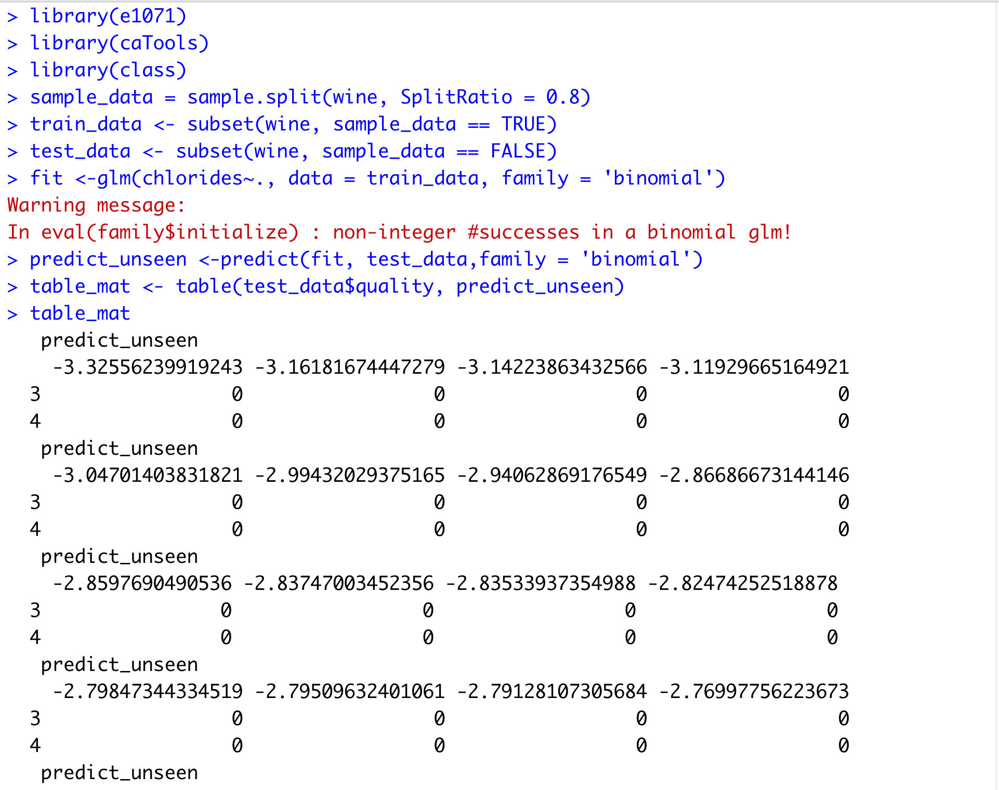 > library(e1071)
> library(caTools)
> library(class)
> sample_data = sample.split(wine, SplitRatio = 0.8)
> train_data <- subset(wine, sample_data == TRUE)
> test_data <- subset(wine, sample_data == FALSE)
> fit <-glm(chlorides~., data = train_data, family = 'binomial')
Warning message:
In eval(family$initialize) : non-integer #successes in a binomial glm!
> predict_unseen <-predict(fit, test_data,family = 'binomial')
> table_mat <- table(test_data$quality, predict_unseen)
> table_mat
   predict_unseen
    -3.32556239919243 -3.16181674447279 -3.14223863432566 -3.11929665164921
  3                 0                 0                 0                 0
  4                 0                 0                 0                 0
   predict_unseen
    -3.04701403831821 -2.99432029375165 -2.94062869176549 -2.86686673144146
  3                 0                 0                 0                 0
  4                 0                 0                 0                 0
   predict_unseen
    -2.8597690490536 -2.83747003452356 -2.83533937354988 -2.82474252518878
  3                0                 0                 0                 0
  4                0                 0                 0                 0
   predict_unseen
    -2.79847344334519 -2.79509632401061 -2.79128107305684 -2.76997756223673
  3                 0                 0                 0                 0
  4                 0                 0                 0                 0
   predict_unseen